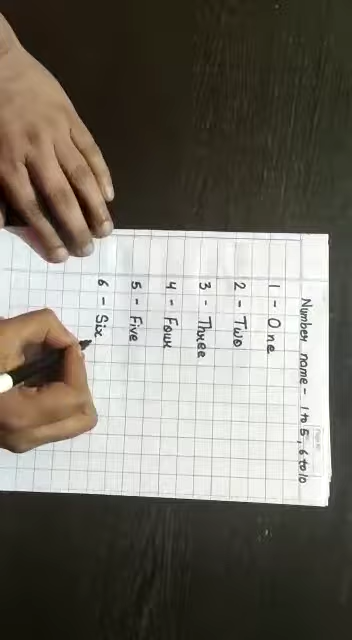 Number name - 1 to 5, 6 to 10
1 - One
2 - Two
3 - Three
4 - Four
5 - Five
6 - Six